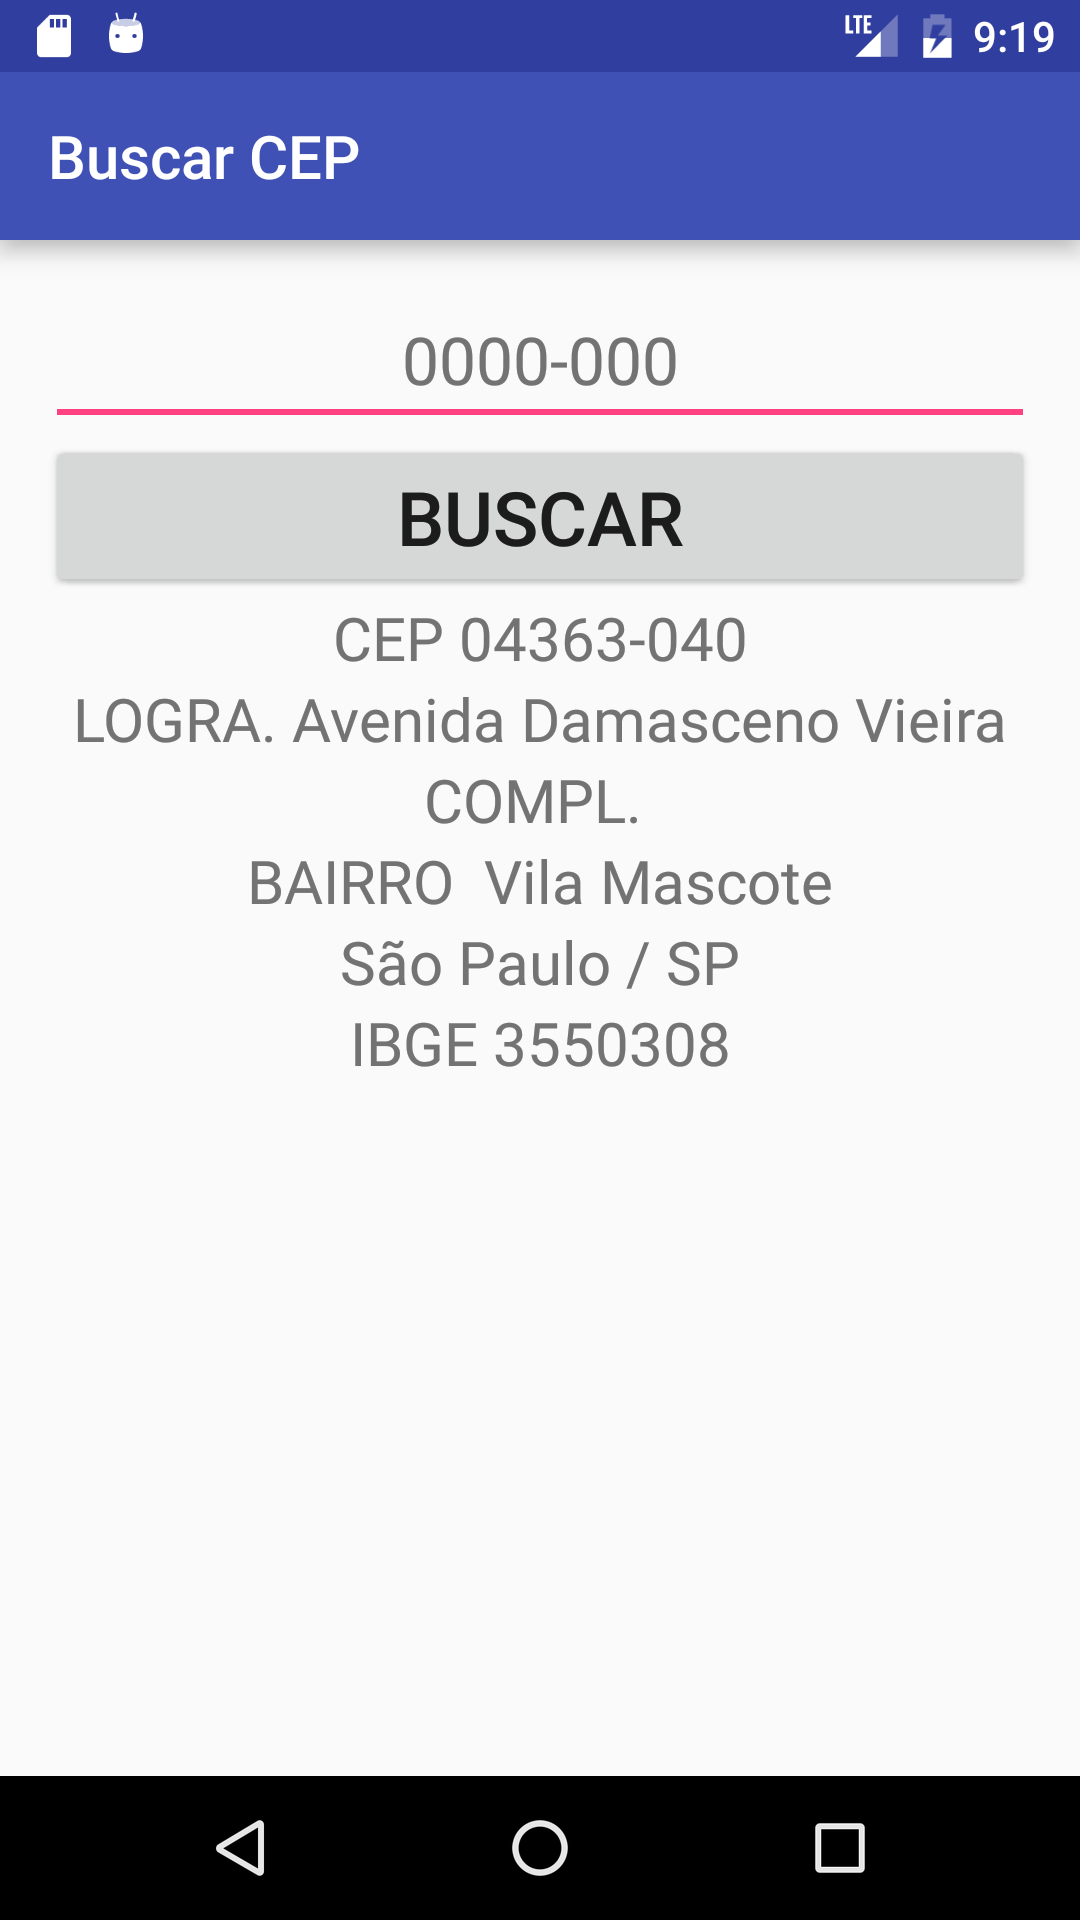 LTE 9:19
Buscar CEP
0000-000
BUSCAR
CEP 04363-040
LOGRA. Avenida Damasceno Vieira
COMPL.
BAIRRO  Vila Mascote
São Paulo / SP
IBGE 3550308